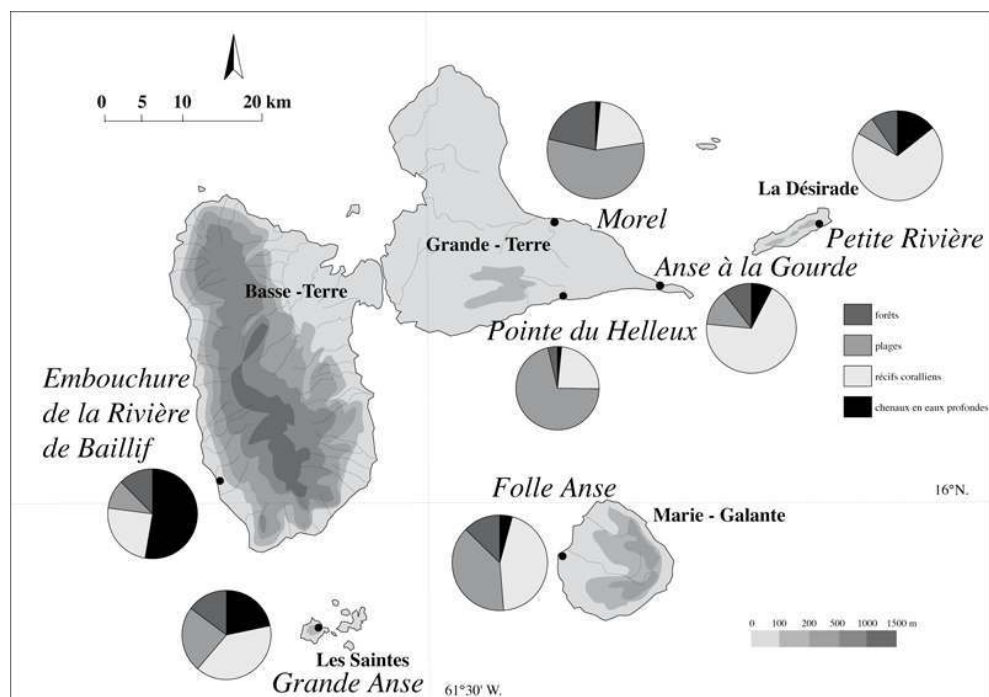 0 5 10 20 km
La Désirade
Morel
Petite Rivière
Grande - Terre
Anse à la Gourde
Basse -Terre
Pointe du Helleux
forêts
plages
récifs coralliens
chenaux en eaux profondes
Embouchure
de la Rivière
de Baillif
Folle Anse
16°N.
Marie - Galante
0 100 200 500 1000 1500 m
Les Saintes
Grande Anse
61°30' W.